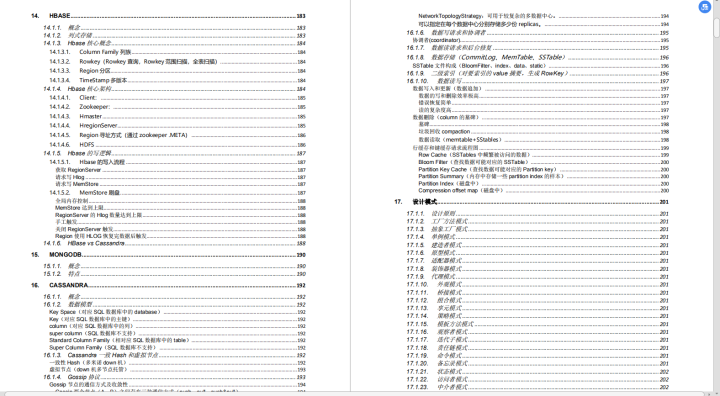 14. HBASE 183
14.1.1. 概念 183
14.1.2. 列式存储 183
14.1.3. Hbase 核心概念 184
14.1.3.1. Column Family 列族 184
14.1.3.2. Rowkey（Rowkey 查询，Rowkey 范围扫描，全表扫描） 184
14.1.3.3. Region 分区 184
14.1.3.4. TimeStamp 多版本 184
14.1.4. Hbase 核心架构 184
14.1.4.1. Client: 185
14.1.4.2. Zookeeper: 185
14.1.4.3. Hmaster 185
14.1.4.4. HregionServer 185
14.1.4.5. Region 寻址方式（通过 zookeeper .META） 186
14.1.4.6. HDFS 186
14.1.5. Hbase 的写逻辑 187
14.1.5.1. Hbase 的写入流程 187
获取 RegionServer 187
请求写 Hlog 187
请求写 MemStore 187
14.1.5.2. MemStore 刷盘 187
全局内存控制 188
MemStore 达到上限 188
RegionServer 的 Hlog 数量达到上限 188
手工触发 188
关闭 RegionServer 触发 188
Region 使用 HLOG 恢复完数据后触发 188
14.1.6. HBase vs Cassandra 188
15. MONGODB 190
15.1.1. 概念 190
15.1.2. 特点 190
16. CASSANDRA 192
16.1.1. 概念 192
16.1.2. 数据模型 192
Key Space（对应 SQL 数据库中的 database） 192
Key（对应 SQL 数据库中的主键） 192
column（对应 SQL 数据库中的列） 192
super column（SQL 数据库不支持） 192
Standard Column Family（相对应 SQL 数据库中的 table） 192
Super Column Family（SQL 数据库不支持） 192
16.1.3. Cassandra 一致 Hash 和虚拟节点 192
一致性 Hash（多米诺 down 机） 192
虚拟节点（down 机多节点托管） 193
16.1.4. Gossip 协议 193
Gossip 节点的通信方式及收敛性 194
NetworkTopologyStrategy：可用于较复杂的多数据中心。 194
可以指定在每个数据中心分别存储多少份 replicas。 194
16.1.6. 数据写请求和协调者 195
协调者(coordinator) 195
16.1.7. 数据读请求和后台修复 195
16.1.8. 数据存储（CommitLog、MemTable、SSTable） 196
SSTable 文件构成（BloomFilter、index、data、static） 196
16.1.9. 二级索引（对要索引的 value 摘要，生成 RowKey） 196
16.1.10. 数据读写 197
数据写入和更新（数据追加） 197
数据的写和删除效率极高 197
错误恢复简单 197
读的复杂度高 197
数据删除（column 的墓碑） 197
墓碑 198
垃圾回收 compaction 198
数据读取（memtable+SStables） 198
行缓存和键缓存请求流程图 199
Row Cache（SSTables 中频繁被访问的数据） 199
Bloom Filter（查找数据可能对应的 SSTable） 200
Partition Key Cache（查找数据可能对应的 Partition key） 200
Partition Summary（内存中存储一些 partition index 的样本） 200
Partition Index（磁盘中） 200
Compression offset map（磁盘中） 200
17. 设计模式 201
17.1.1. 设计原则 201
17.1.2. 工厂方法模式 201
17.1.3. 抽象工厂模式 201
17.1.4. 单例模式 201
17.1.5. 建造者模式 201
17.1.6. 原型模式 201
17.1.7. 适配器模式 201
17.1.8. 装饰器模式 201
17.1.9. 代理模式 201
17.1.10. 外观模式 201
17.1.11. 桥接模式 201
17.1.12. 组合模式 201
17.1.13. 享元模式 201
17.1.14. 策略模式 201
17.1.15. 模板方法模式 201
17.1.16. 观察者模式 201
17.1.17. 迭代子模式 201
17.1.18. 责任链模式 201
17.1.19. 命令模式 201
17.1.20. 备忘录模式 201
17.1.21. 状态模式 202
17.1.22. 访问者模式 202
17.1.23. 中介者模式 202